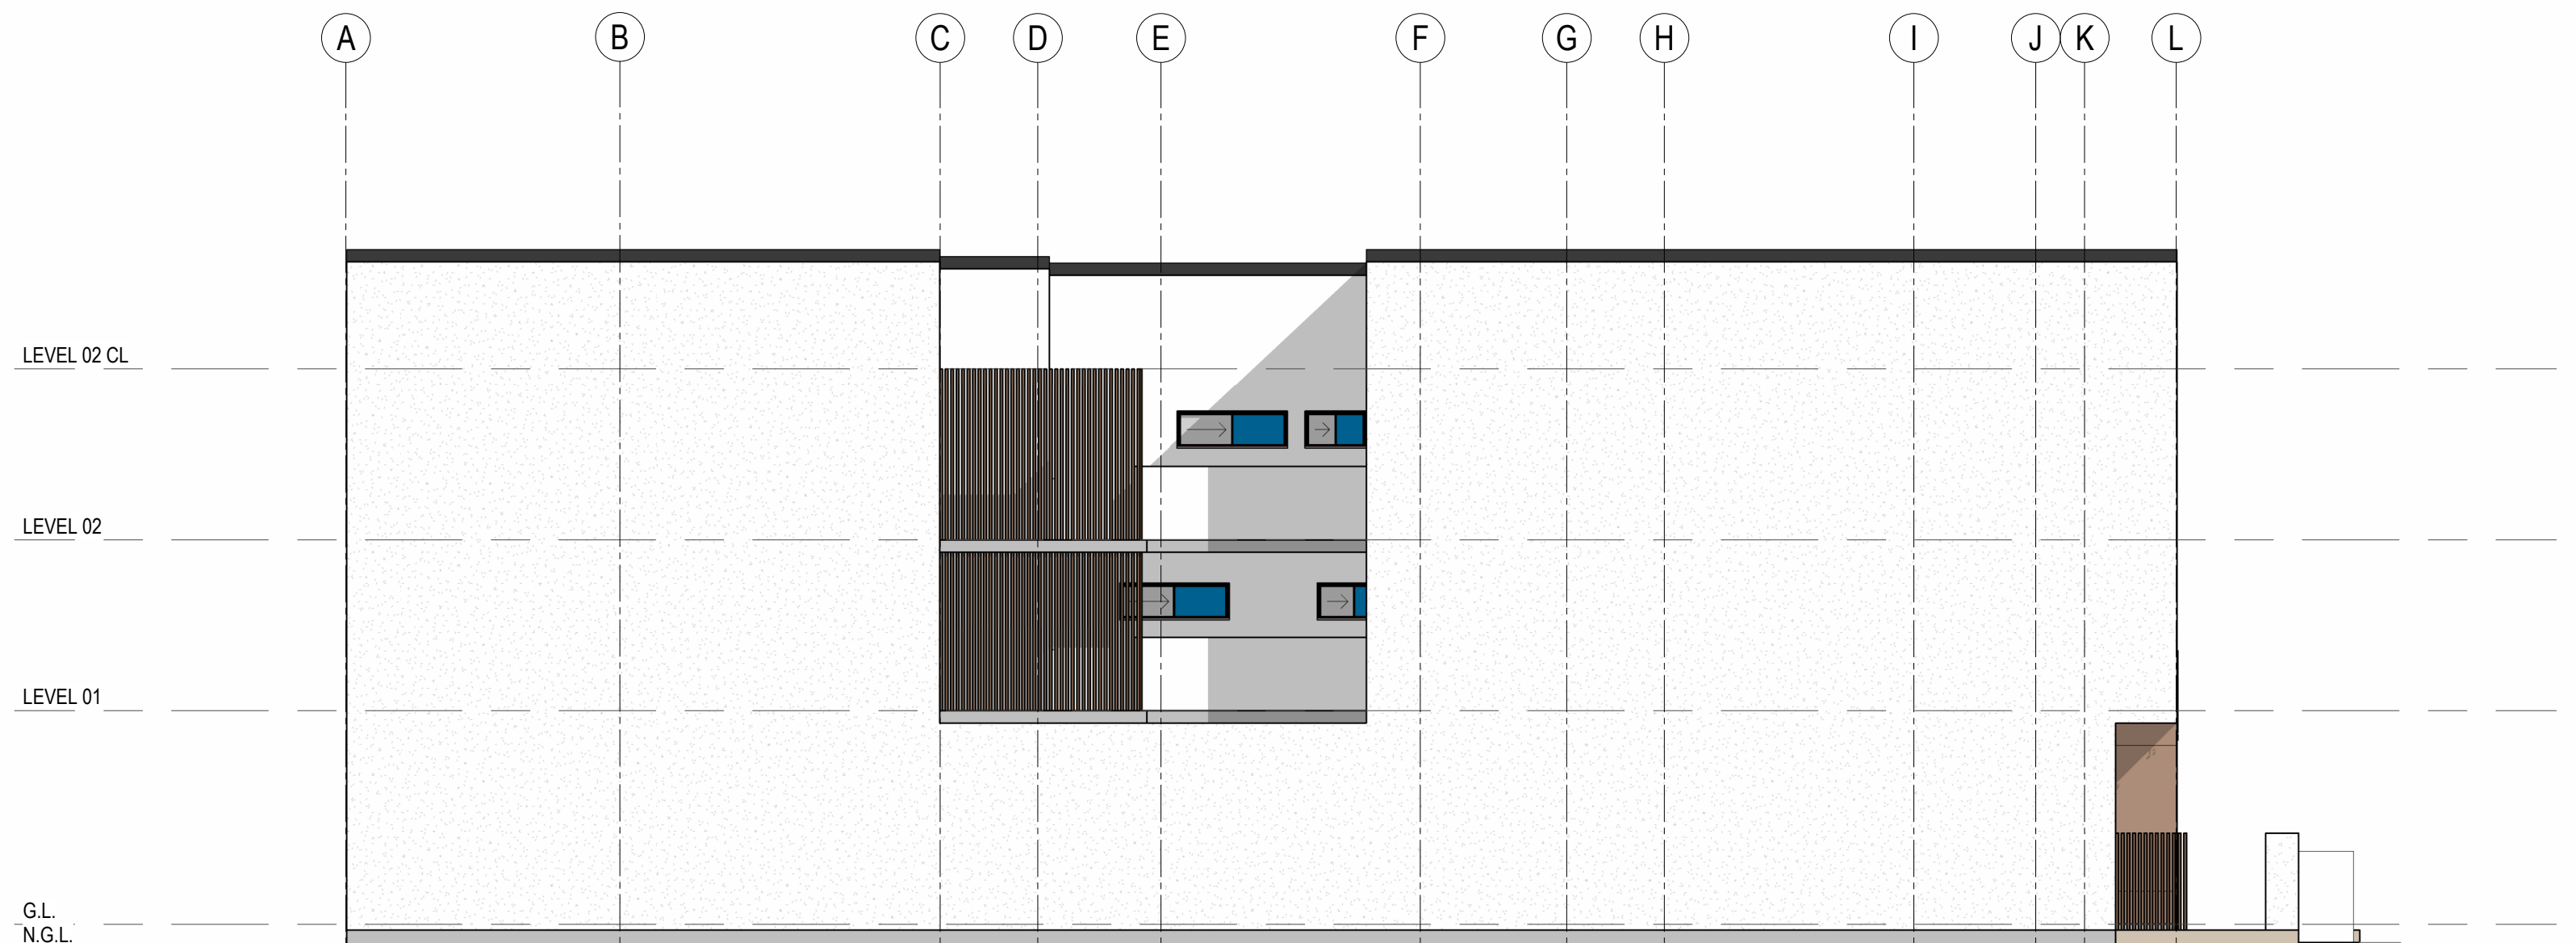 A B C D E F G H I J K L
LEVEL 02 CL
LEVEL 02
LEVEL 01
G.L.
N.G.L.